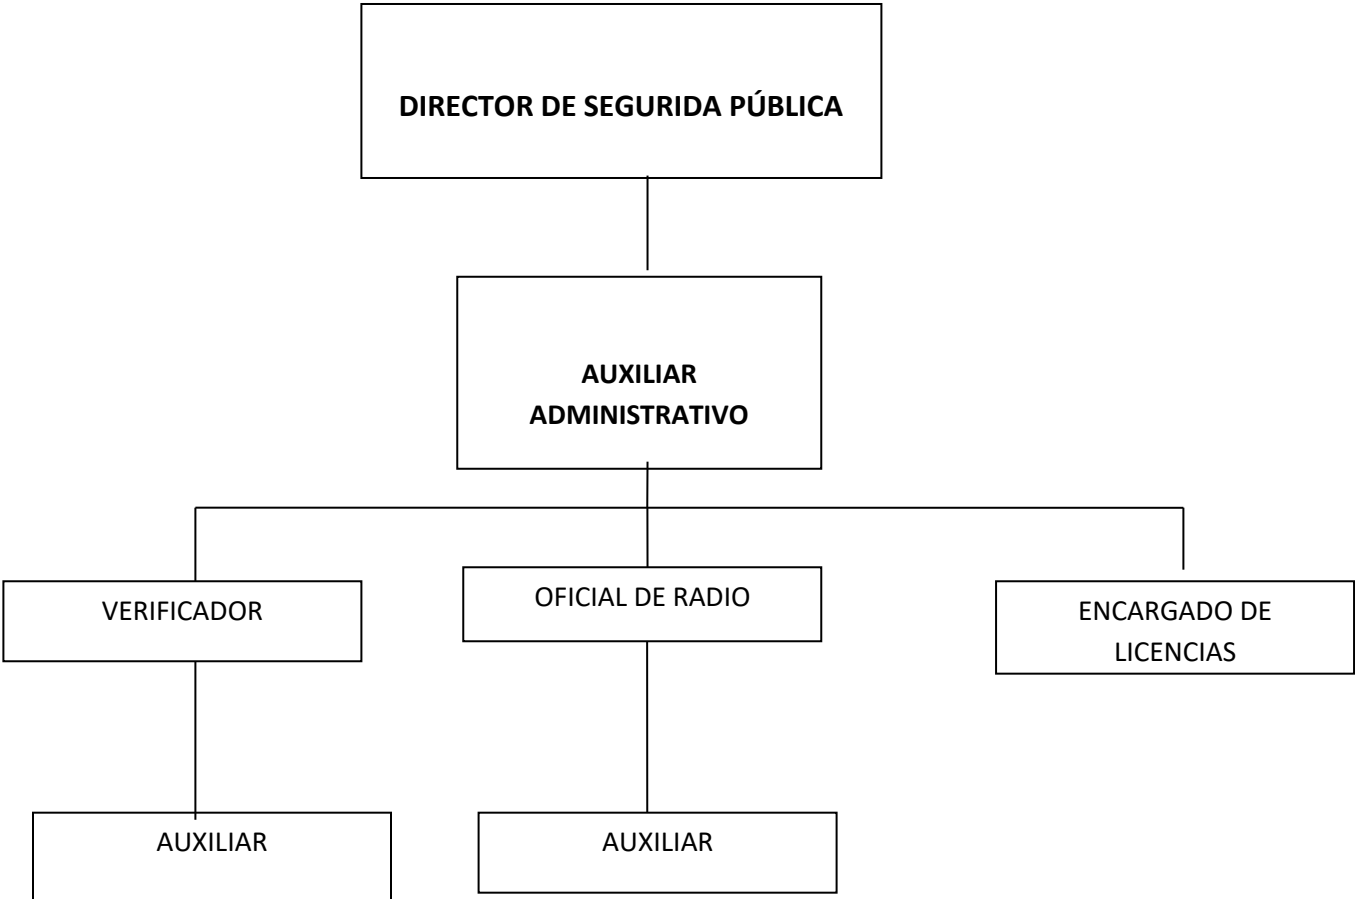 DIRECTOR DE SEGURIDA PÚBLICA
AUXILIAR
ADMINISTRATIVO
VERIFICADOR
OFICIAL DE RADIO
ENCARGADO DE
LICENCIAS
AUXILIAR
AUXILIAR